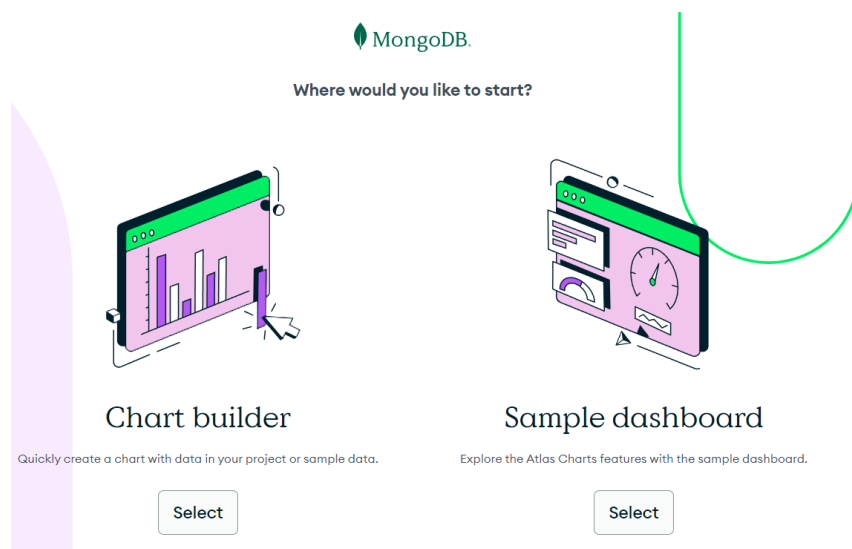 MongoDB.
Where would you like to start?
Chart builder
Quickly create a chart with data in your project or sample data.
Select
Sample dashboard
Explore the Atlas Charts features with the sample dashboard.
Select